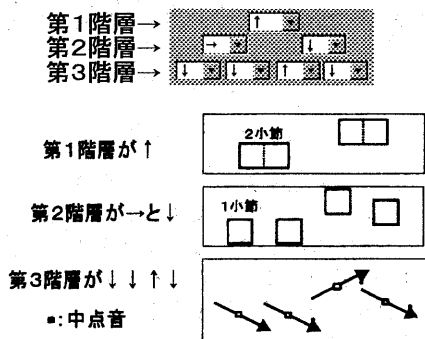 第1階層→ ↑
第2階層→ → ↓
第3階層→ ↓ ↓ ↑ ↓
第1階層が↑
2小節
第2階層が→と↓
1小節
第3階層が↓↓↑↓
▪:中点音